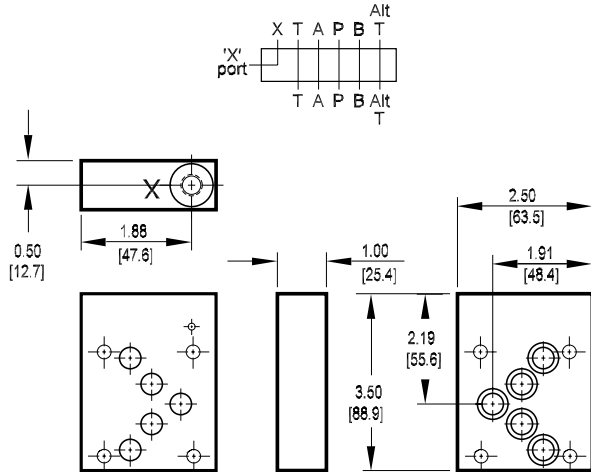 Alt
X T A P B T
'X'
port
T A P B Alt
T
X
0.50
[12.7]
1.88
[47.6]
1.00
[25.4]
2.50
[63.5]
1.91
[48.4]
2.19
[55.6]
3.50
[88.9]